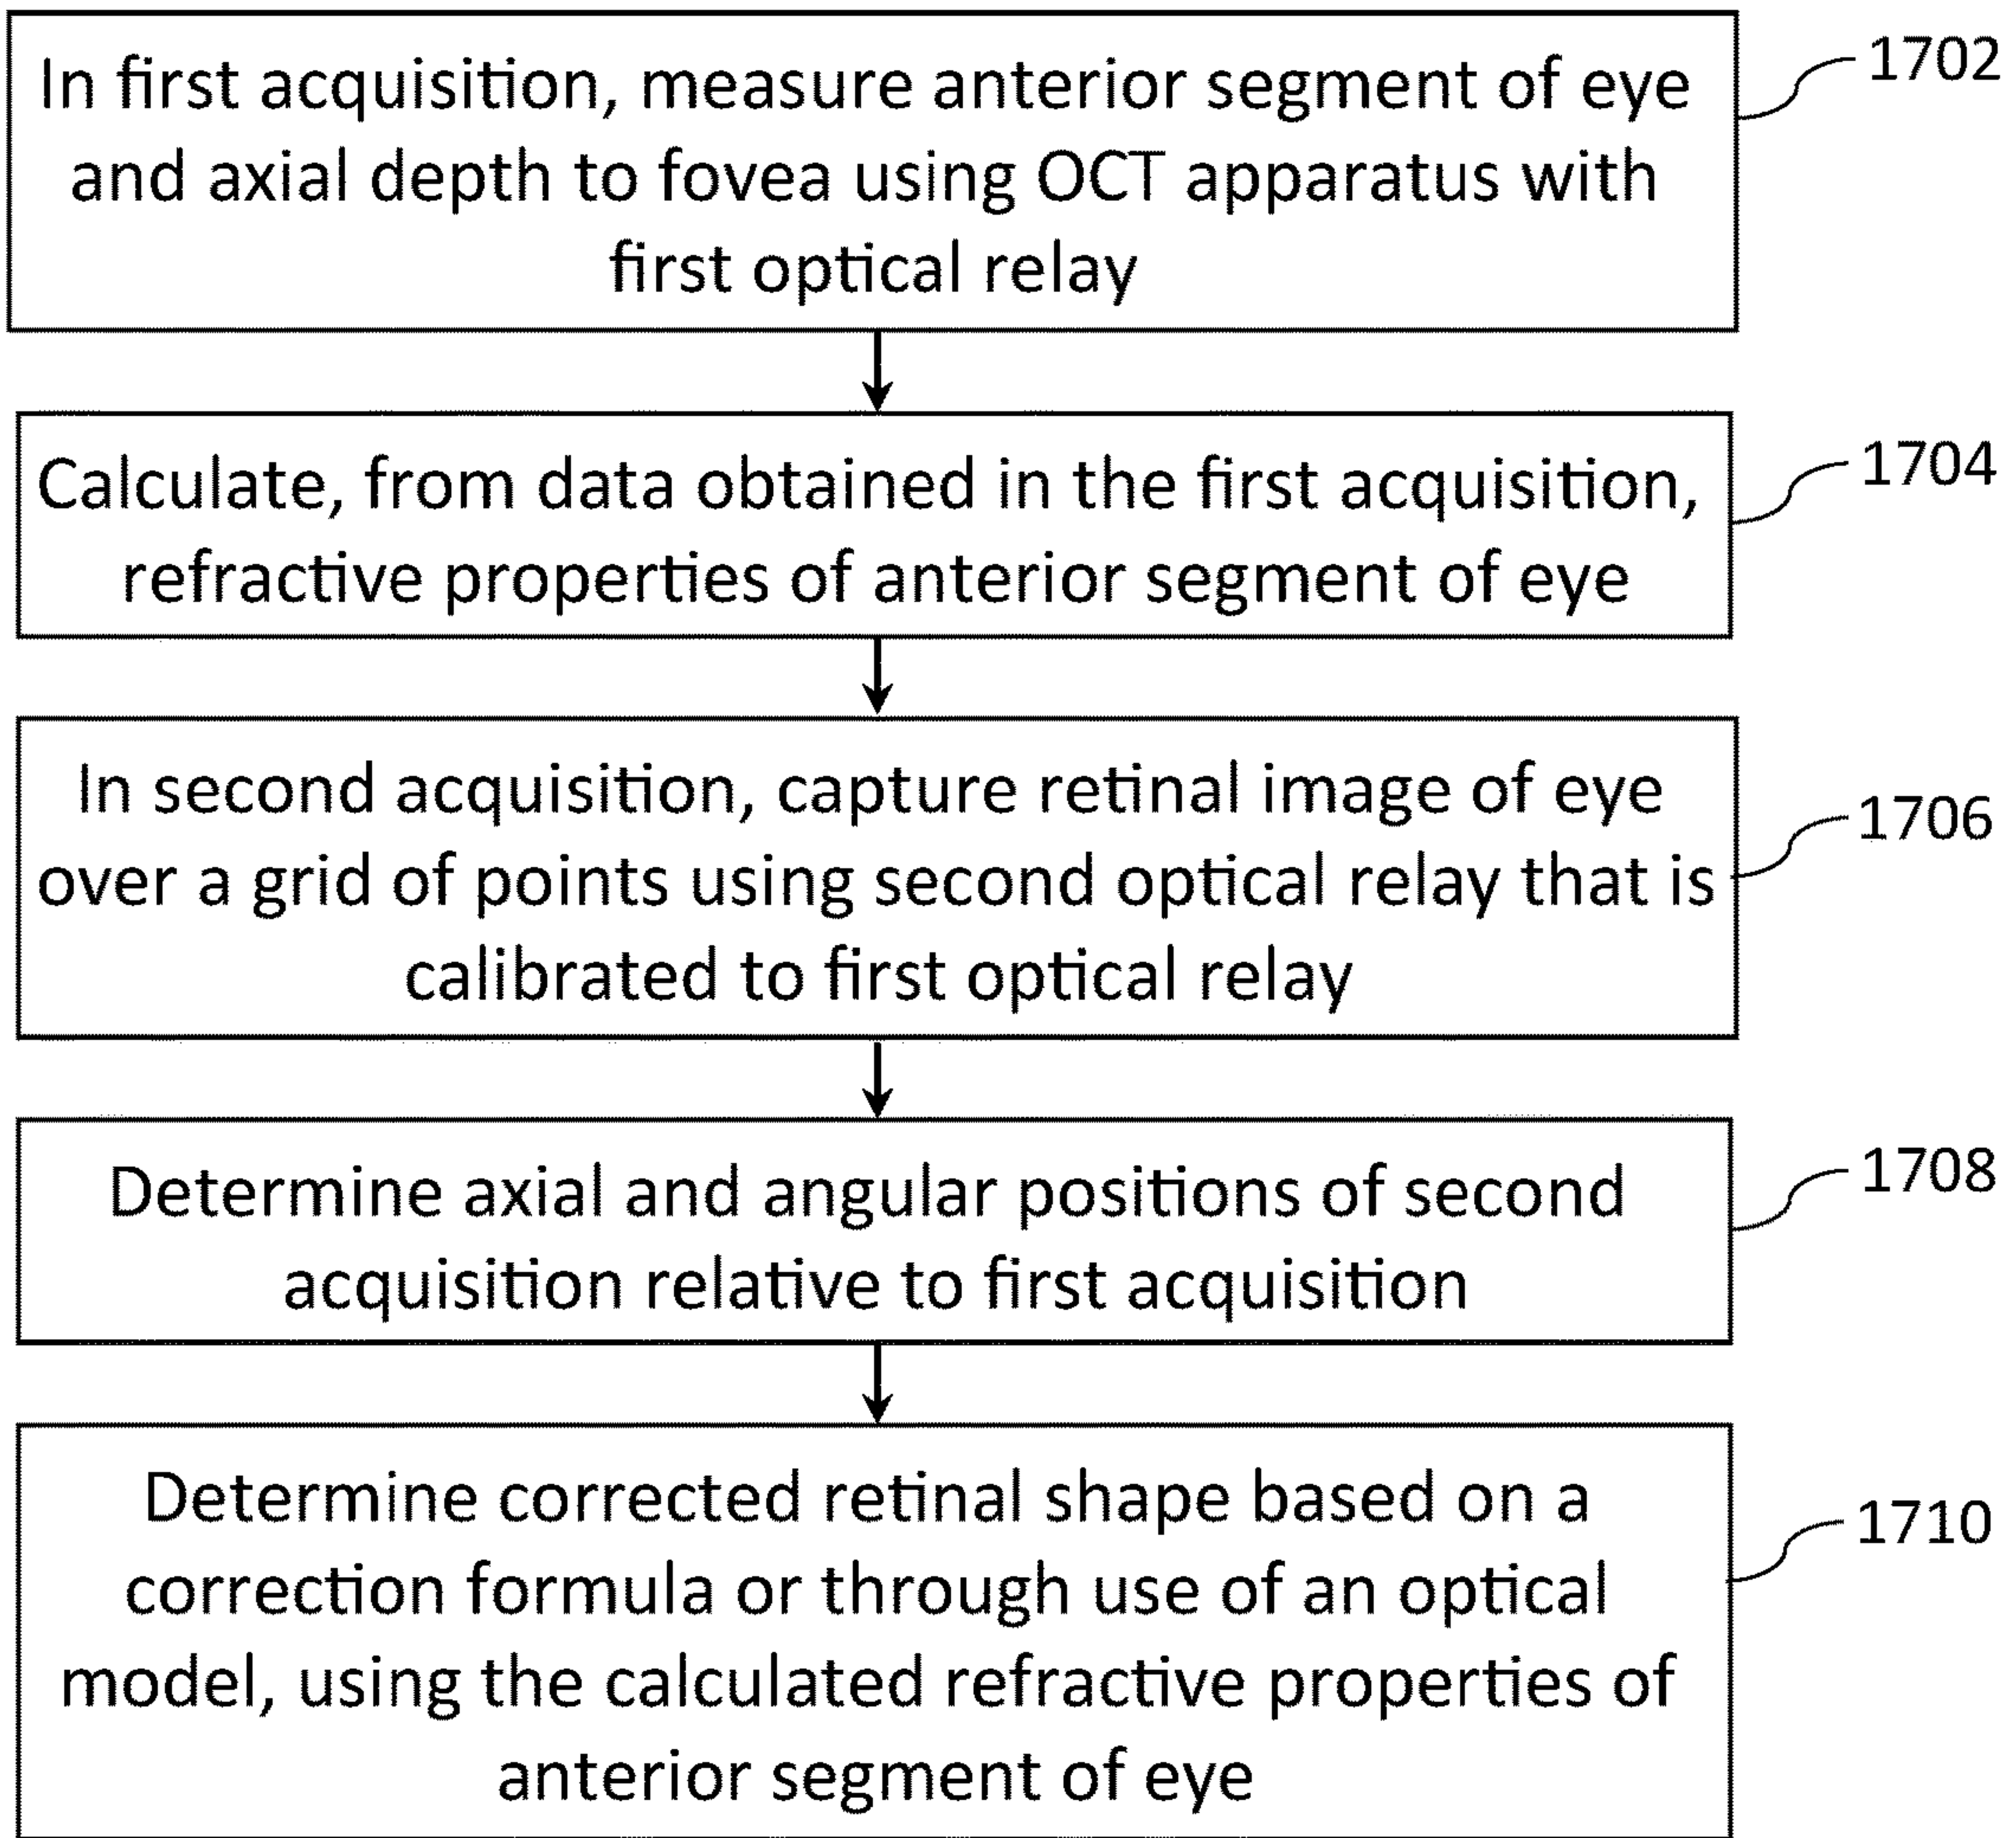 In first acquisition, measure anterior segment of eye
and axial depth to fovea using OCT apparatus with
first optical relay
1702
Calculate, from data obtained in the first acquisition,
refractive properties of anterior segment of eye
1704
In second acquisition, capture retinal image of eye
over a grid of points using second optical relay that is
calibrated to first optical relay
1706
Determine axial and angular positions of second
acquisition relative to first acquisition
1708
Determine corrected retinal shape based on a
correction formula or through use of an optical
model, using the calculated refractive properties of
anterior segment of eye
1710